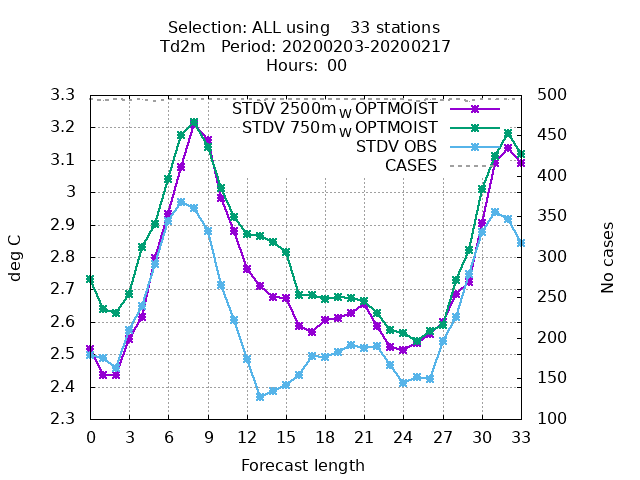 Selection: ALL using    33 stations
Td2m   Period: 20200203-20200217
Hours:  00
3.3
3.2
3.1
3
2.9
2.8
2.7
2.6
2.5
2.4
2.3
deg C
STDV 2500m_W OPTMOIST
STDV 750m_W OPTMOIST
STDV OBS
CASES
500
450
400
350
300
250
200
150
100
No cases
0 3 6 9 12 15 18 21 24 27 30 33
Forecast length